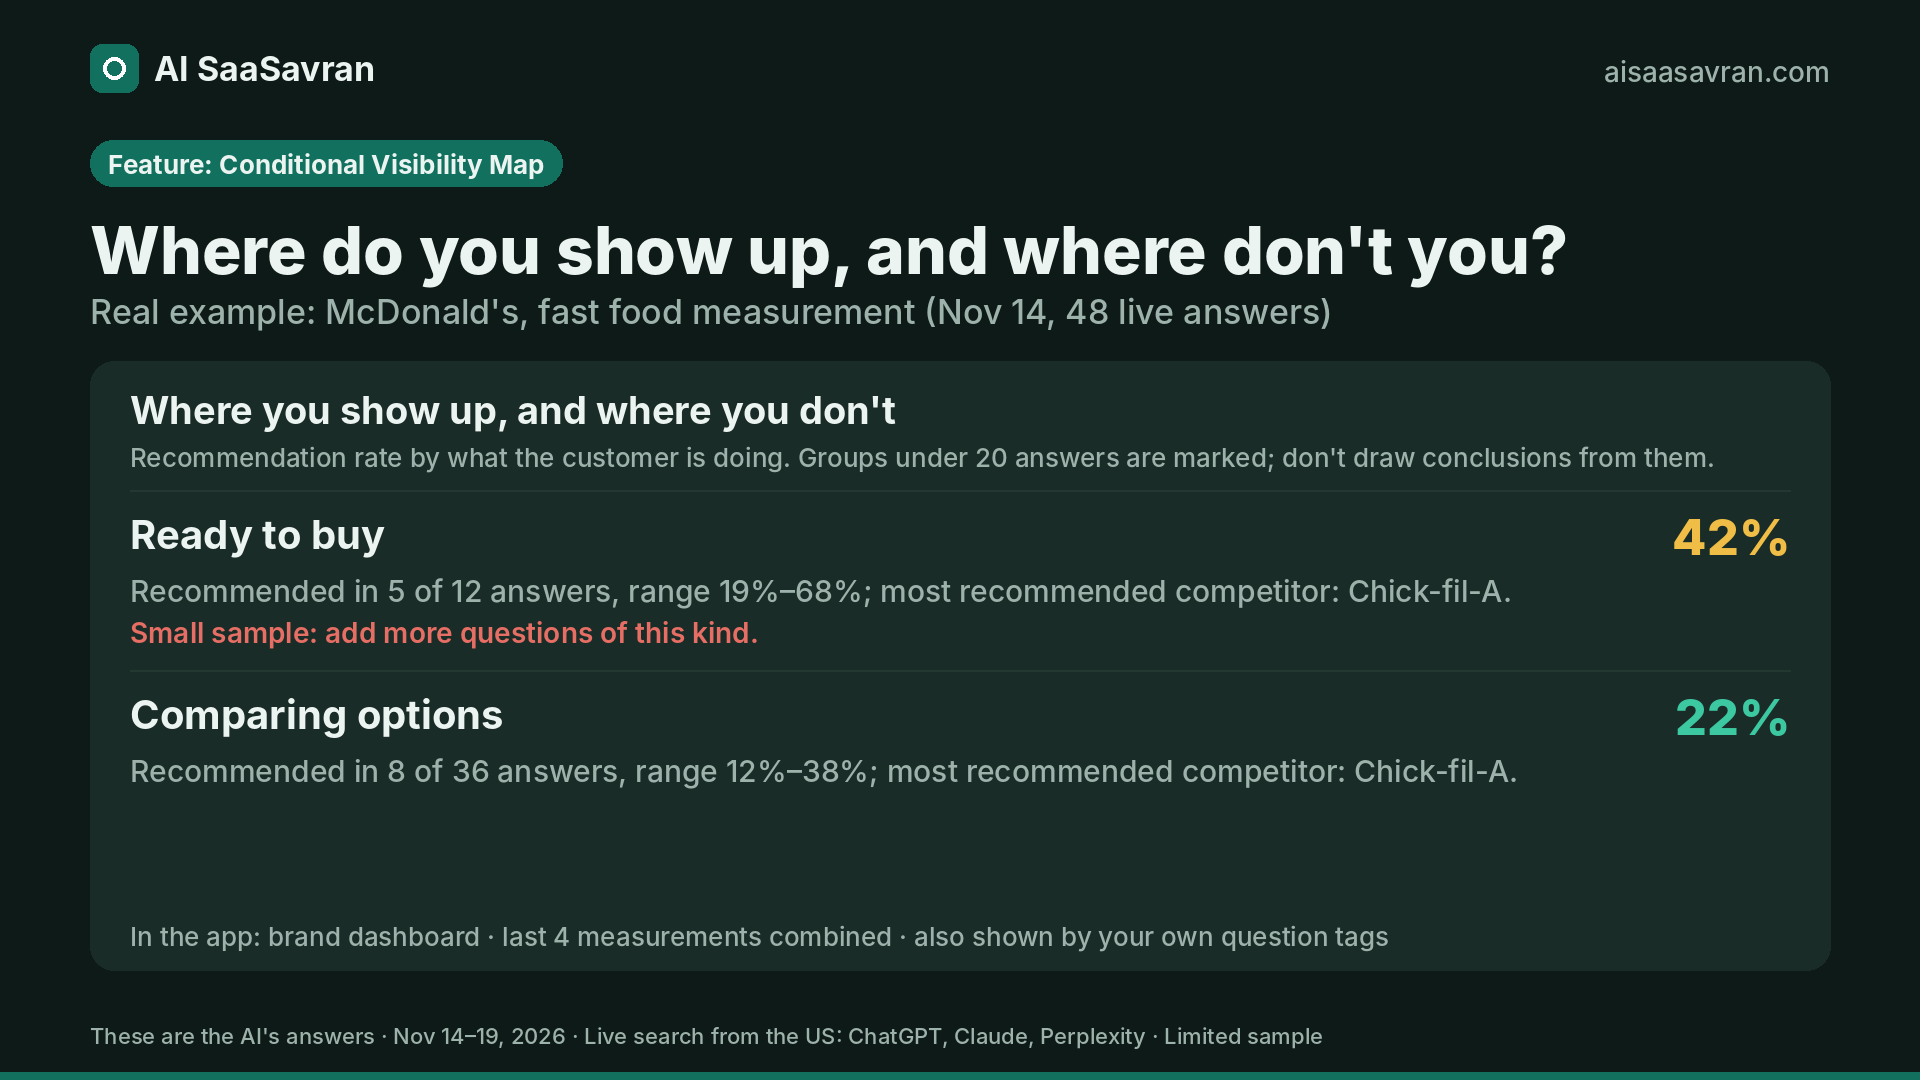 AI SaaSavran
aisaasavran.com
Feature: Conditional Visibility Map
Where do you show up, and where don't you?
Real example: McDonald's, fast food measurement (Nov 14, 48 live answers)
Where you show up, and where you don't
Recommendation rate by what the customer is doing. Groups under 20 answers are marked; don't draw conclusions from them.
Ready to buy
42%
Recommended in 5 of 12 answers, range 19%–68%; most recommended competitor: Chick-fil-A.
Small sample: add more questions of this kind.
Comparing options
22%
Recommended in 8 of 36 answers, range 12%–38%; most recommended competitor: Chick-fil-A.
In the app: brand dashboard · last 4 measurements combined · also shown by your own question tags
These are the AI's answers · Nov 14–19, 2026 · Live search from the US: ChatGPT, Claude, Perplexity · Limited sample